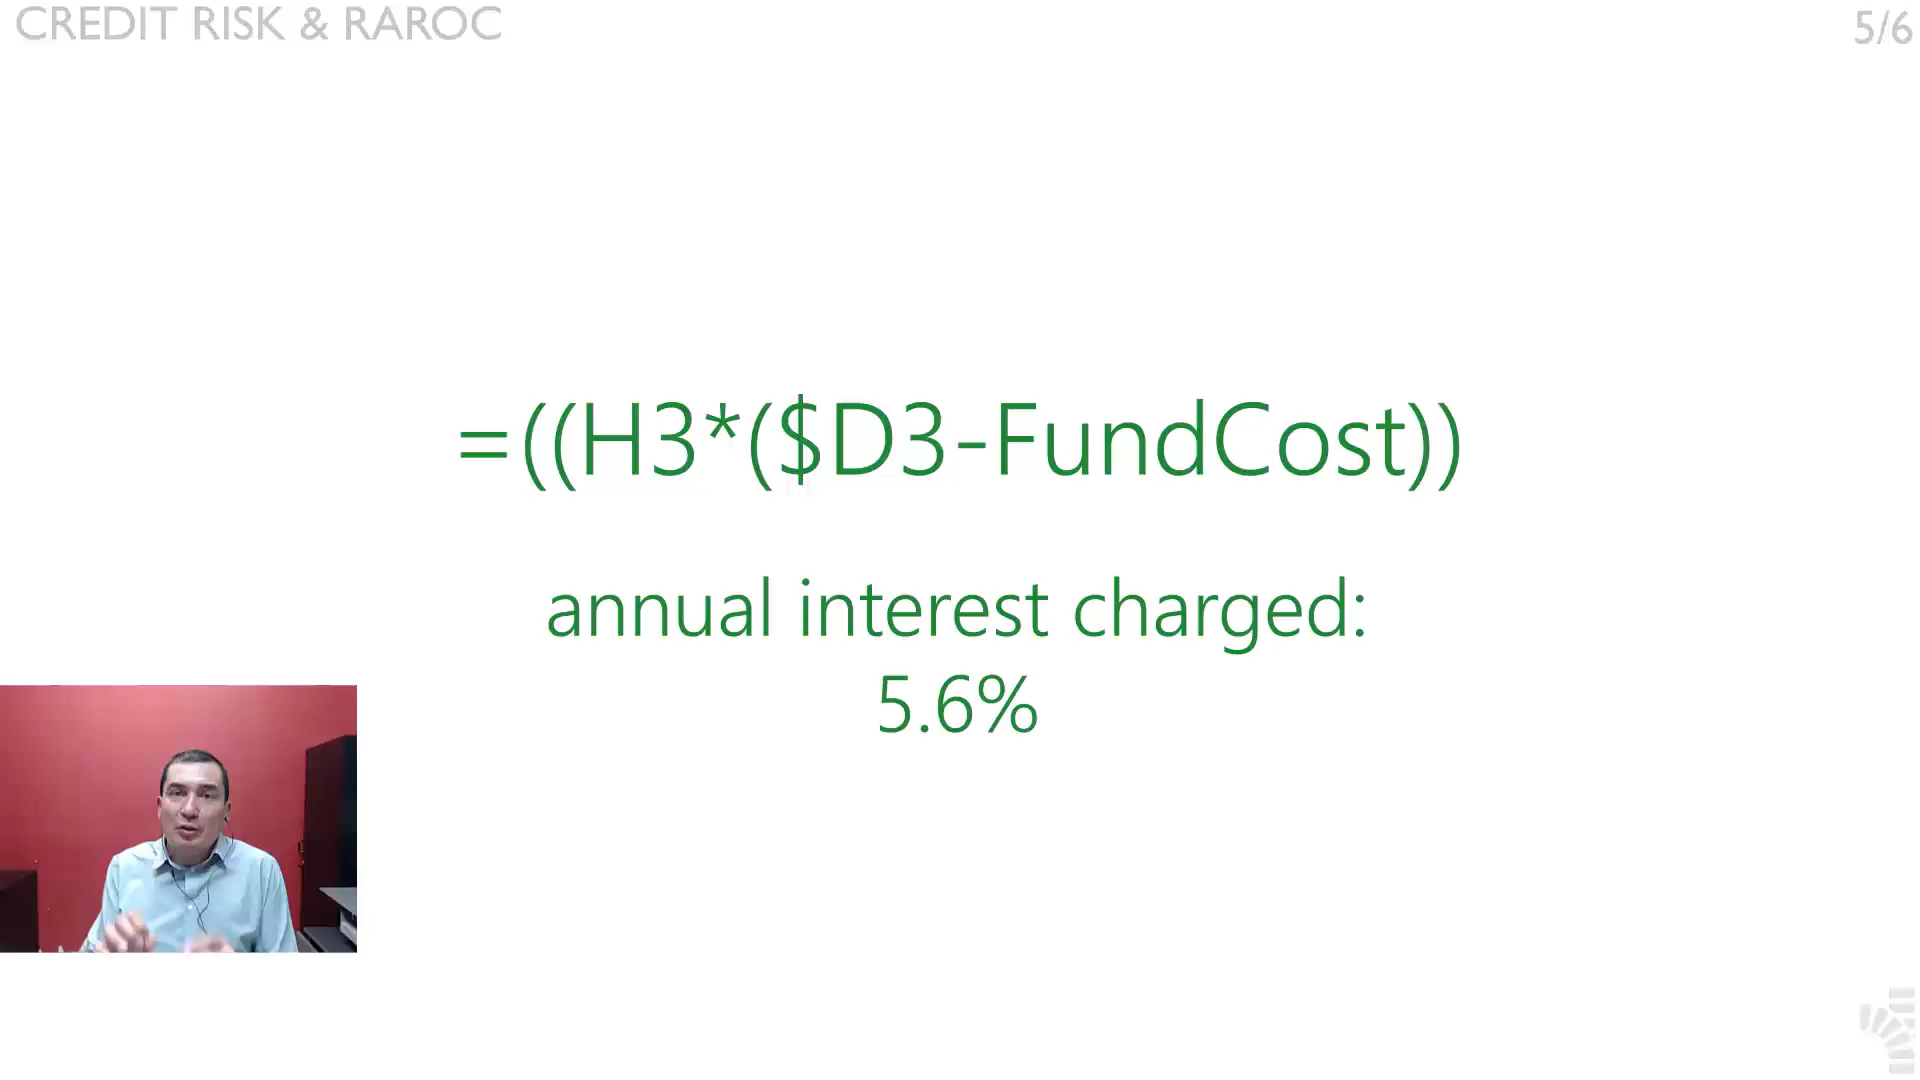 CREDIT RISK & RAROC
5/6
=((H3*($D3-FundCost))
annual interest charged:
5.6%